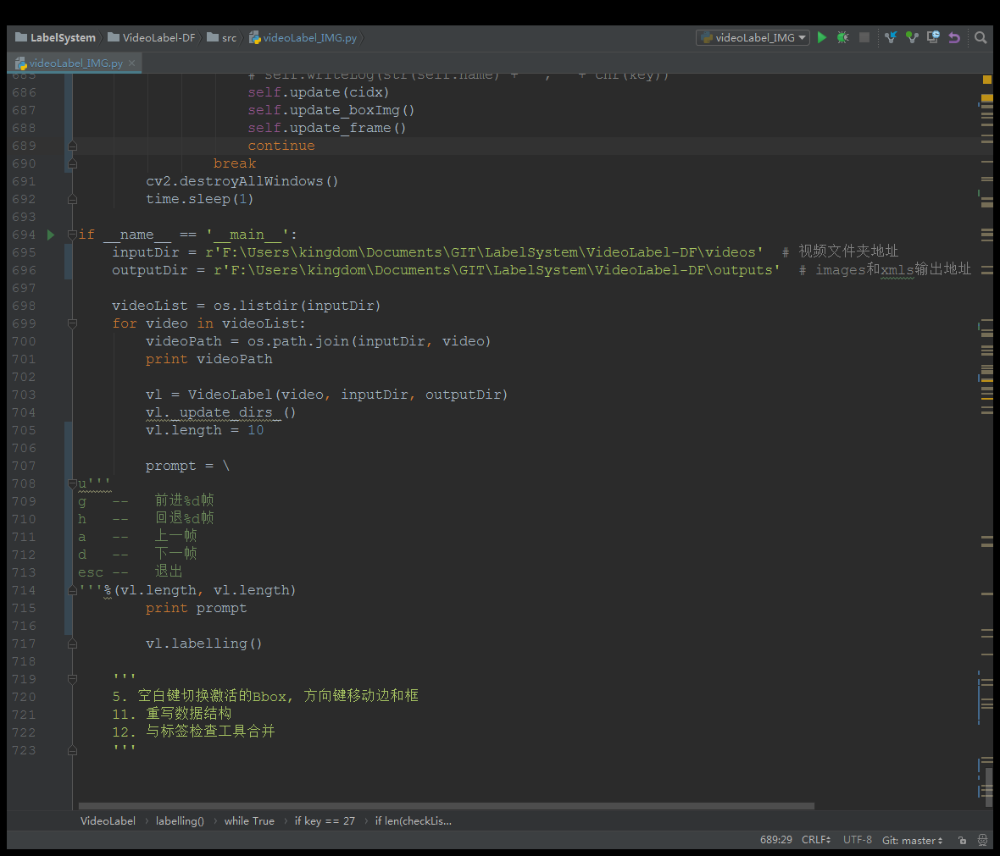 LabelSystem VideoLabel-DF src videoLabel_IMG.py videoLabel_IMG
videoLabel_IMG.py
685 # self.writeLog(str(self.name) + ', ' + chr(key))
686 self.update(cidx)
687 self.update_boxImg()
688 self.update_frame()
689 continue
690 break
691 cv2.destroyAllWindows()
692 time.sleep(1)
693
694 if __name__ == '__main__':
695 inputDir = r'F:\Users\kingdom\Documents\GIT\LabelSystem\VideoLabel-DF\videos' # 视频文件夹地址
696 outputDir = r'F:\Users\kingdom\Documents\GIT\LabelSystem\VideoLabel-DF\outputs' # images和xmls输出地址
697
698 videoList = os.listdir(inputDir)
699 for video in videoList:
700 videoPath = os.path.join(inputDir, video)
701 print videoPath
702
703 vl = VideoLabel(video, inputDir, outputDir)
704 vl._update_dirs_()
705 vl.length = 10
706
707 prompt = \
708 u'''
709 g -- 前进%d帧
710 h -- 回退%d帧
711 a -- 上一帧
712 d -- 下一帧
713 esc -- 退出
714 '''%(vl.length, vl.length)
715 print prompt
716
717 vl.labelling()
718
719 '''
720 5. 空白键切换激活的Bbox, 方向键移动边和框
721 11. 重写数据结构
722 12. 与标签检查工具合并
723 '''
VideoLabel labelling() while True if key == 27 if len(checkLis...
689:29 CRLF UTF-8 Git: master